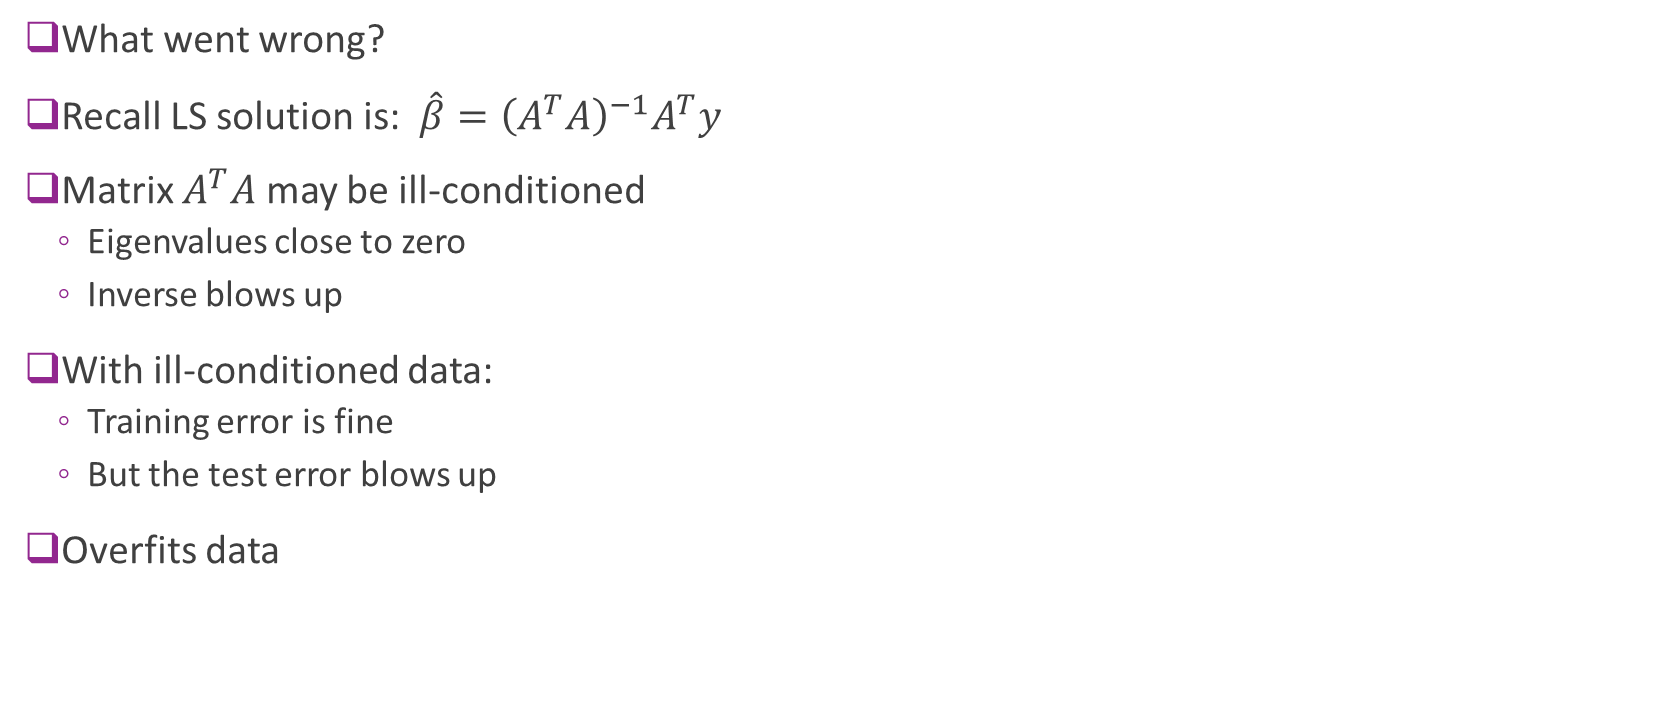 ❑What went wrong?
❑Recall LS solution is: β̂ = (AᵀA)⁻¹Aᵀy
❑Matrix AᵀA may be ill-conditioned
◦ Eigenvalues close to zero
◦ Inverse blows up
❑With ill-conditioned data:
◦ Training error is fine
◦ But the test error blows up
❑Overfits data